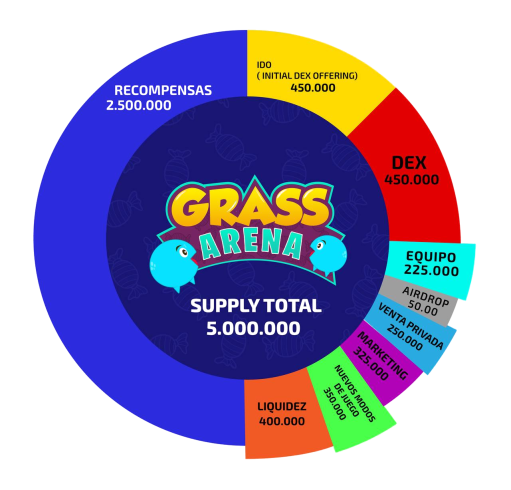 RECOMPENSAS
2.500.000
IDO
( INITIAL DEX OFFERING)
450.000
DEX
450.000
EQUIPO
225.000
AIRDROP
50.00
VENTA PRIVADA
250.000
MARKETING
325.000
NUEVOS MODOS
DE JUEGO
350.000
LIQUIDEZ
400.000
GRASS
ARENA
SUPPLY TOTAL
5.000.000